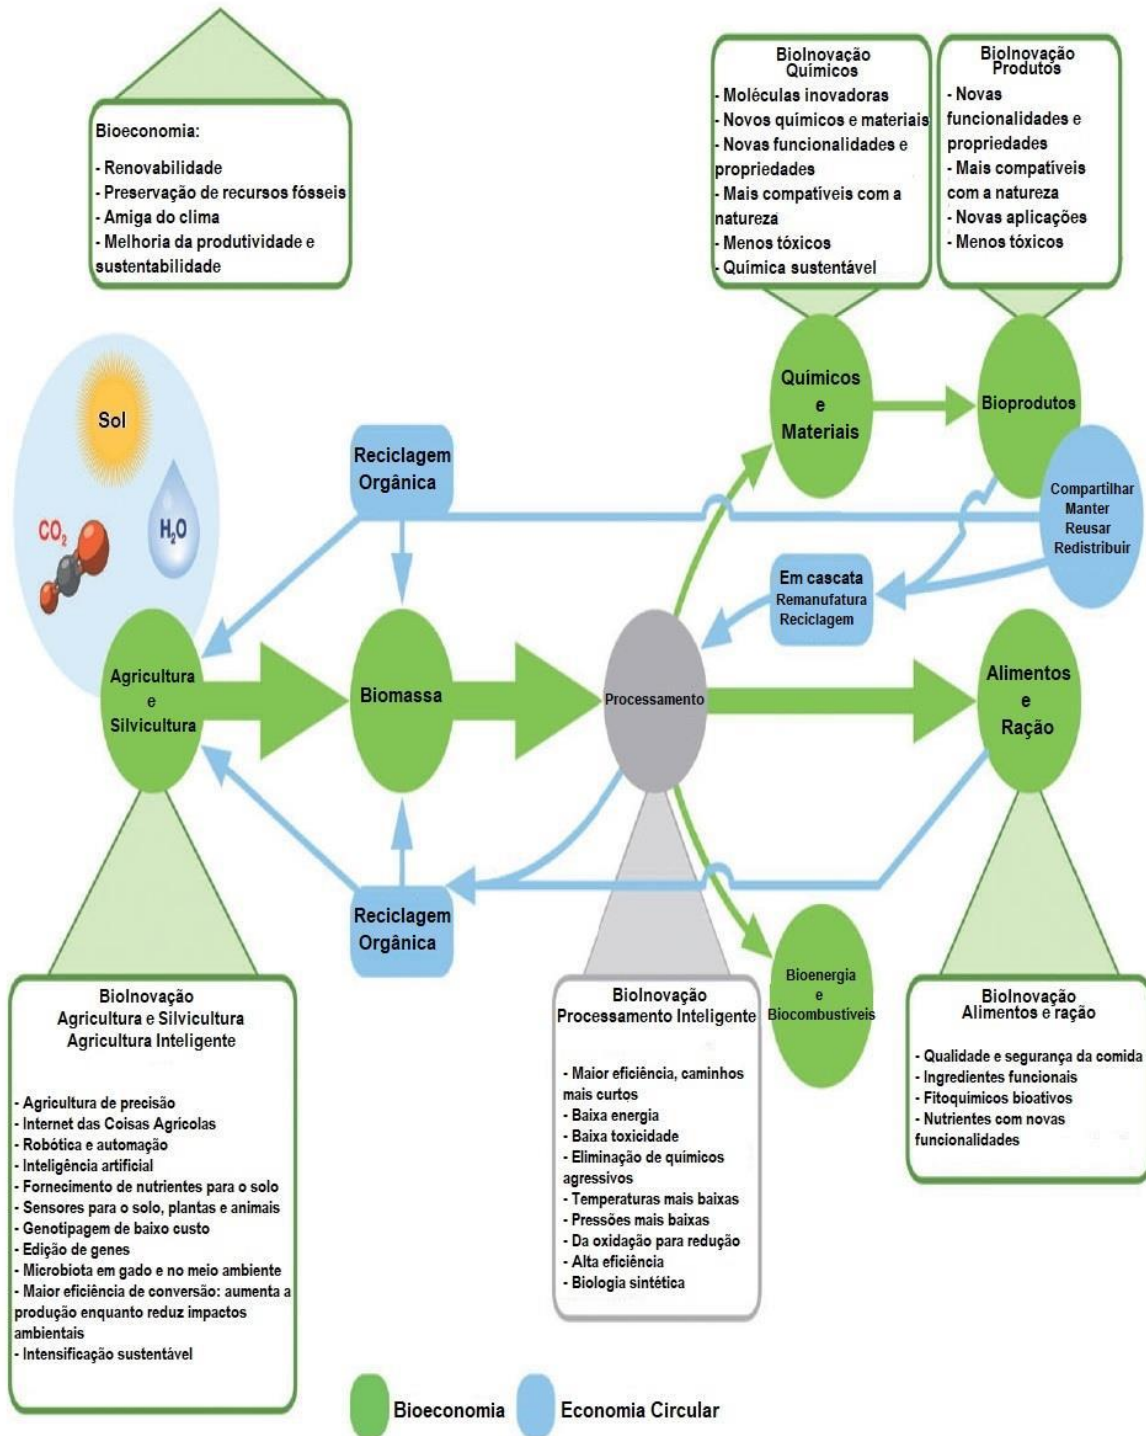 Bioeconomia:
- Renovabilidade
- Preservação de recursos fósseis
- Amiga do clima
- Melhoria da produtividade e
sustentabilidade
BioInovação
Químicos
- Moléculas inovadoras
- Novos químicos e materiais
- Novas funcionalidades e
propriedades
- Mais compatíveis com a
natureza
- Menos tóxicos
- Química sustentável
BioInovação
Produtos
- Novas
funcionalidades e
propriedades
- Mais compatíveis
com a natureza
- Novas aplicações
- Menos tóxicos
Sol
CO₂
H₂O
Reciclagem
Orgânica
Químicos
e
Materiais
Bioprodutos
Compartilhar
Manter
Reusar
Redistribuir
Em cascata
Remanufatura
Reciclagem
Agricultura
e
Silvicultura
Biomassa
Processamento
Alimentos
e
Ração
Reciclagem
Orgânica
Bioenergia
e
Biocombustíveis
BioInovação
Agricultura e Silvicultura
Agricultura Inteligente
- Agricultura de precisão
- Internet das Coisas Agrícolas
- Robótica e automação
- Inteligência artificial
- Fornecimento de nutrientes para o solo
- Sensores para o solo, plantas e animais
- Genotipagem de baixo custo
- Edição de genes
- Microbiota em gado e no meio ambiente
- Maior eficiência de conversão: aumenta a
produção enquanto reduz impactos
ambientais
- Intensificação sustentável
BioInovação
Processamento Inteligente
- Maior eficiência, caminhos
mais curtos
- Baixa energia
- Baixa toxicidade
- Eliminação de químicos
agressivos
- Temperaturas mais baixas
- Pressões mais baixas
- Da oxidação para redução
- Alta eficiência
- Biologia sintética
BioInovação
Alimentos e ração
- Qualidade e segurança da comida
- Ingredientes funcionais
- Fitoquímicos bioativos
- Nutrientes com novas
funcionalidades
Bioeconomia
Economia Circular